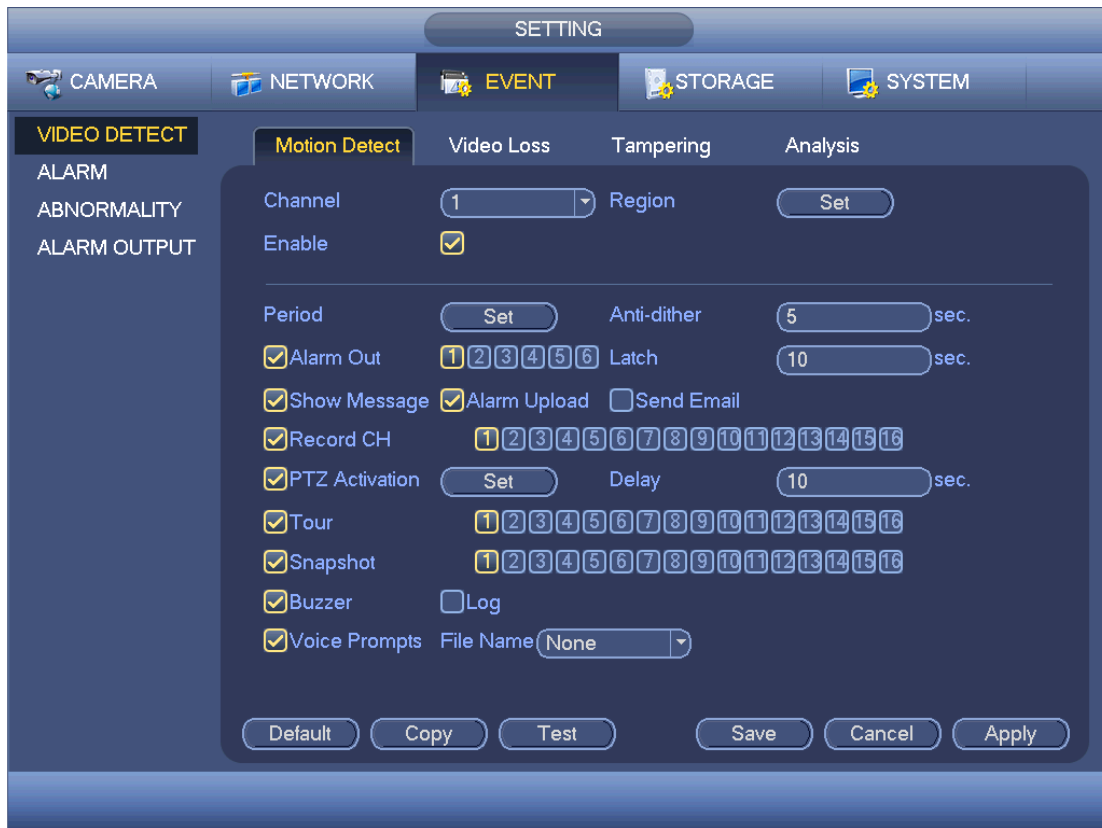 SETTING
CAMERA NETWORK EVENT STORAGE SYSTEM
VIDEO DETECT
ALARM
ABNORMALITY
ALARM OUTPUT
Motion Detect Video Loss Tampering Analysis
Channel 1 Region Set
Enable
Period Set Anti-dither 5 sec.
Alarm Out 1 2 3 4 5 6 Latch 10 sec.
Show Message Alarm Upload Send Email
Record CH 1 2 3 4 5 6 7 8 9 10 11 12 13 14 15 16
PTZ Activation Set Delay 10 sec.
Tour 1 2 3 4 5 6 7 8 9 10 11 12 13 14 15 16
Snapshot 1 2 3 4 5 6 7 8 9 10 11 12 13 14 15 16
Buzzer Log
Voice Prompts File Name None
Default Copy Test Save Cancel Apply